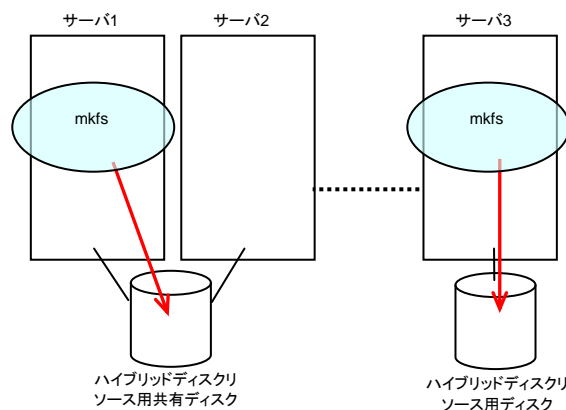 サーバ1
サーバ2
サーバ3
mkfs
mkfs
ハイブリッドディスクリ
ソース用共有ディスク
ハイブリッドディスクリ
ソース用ディスク